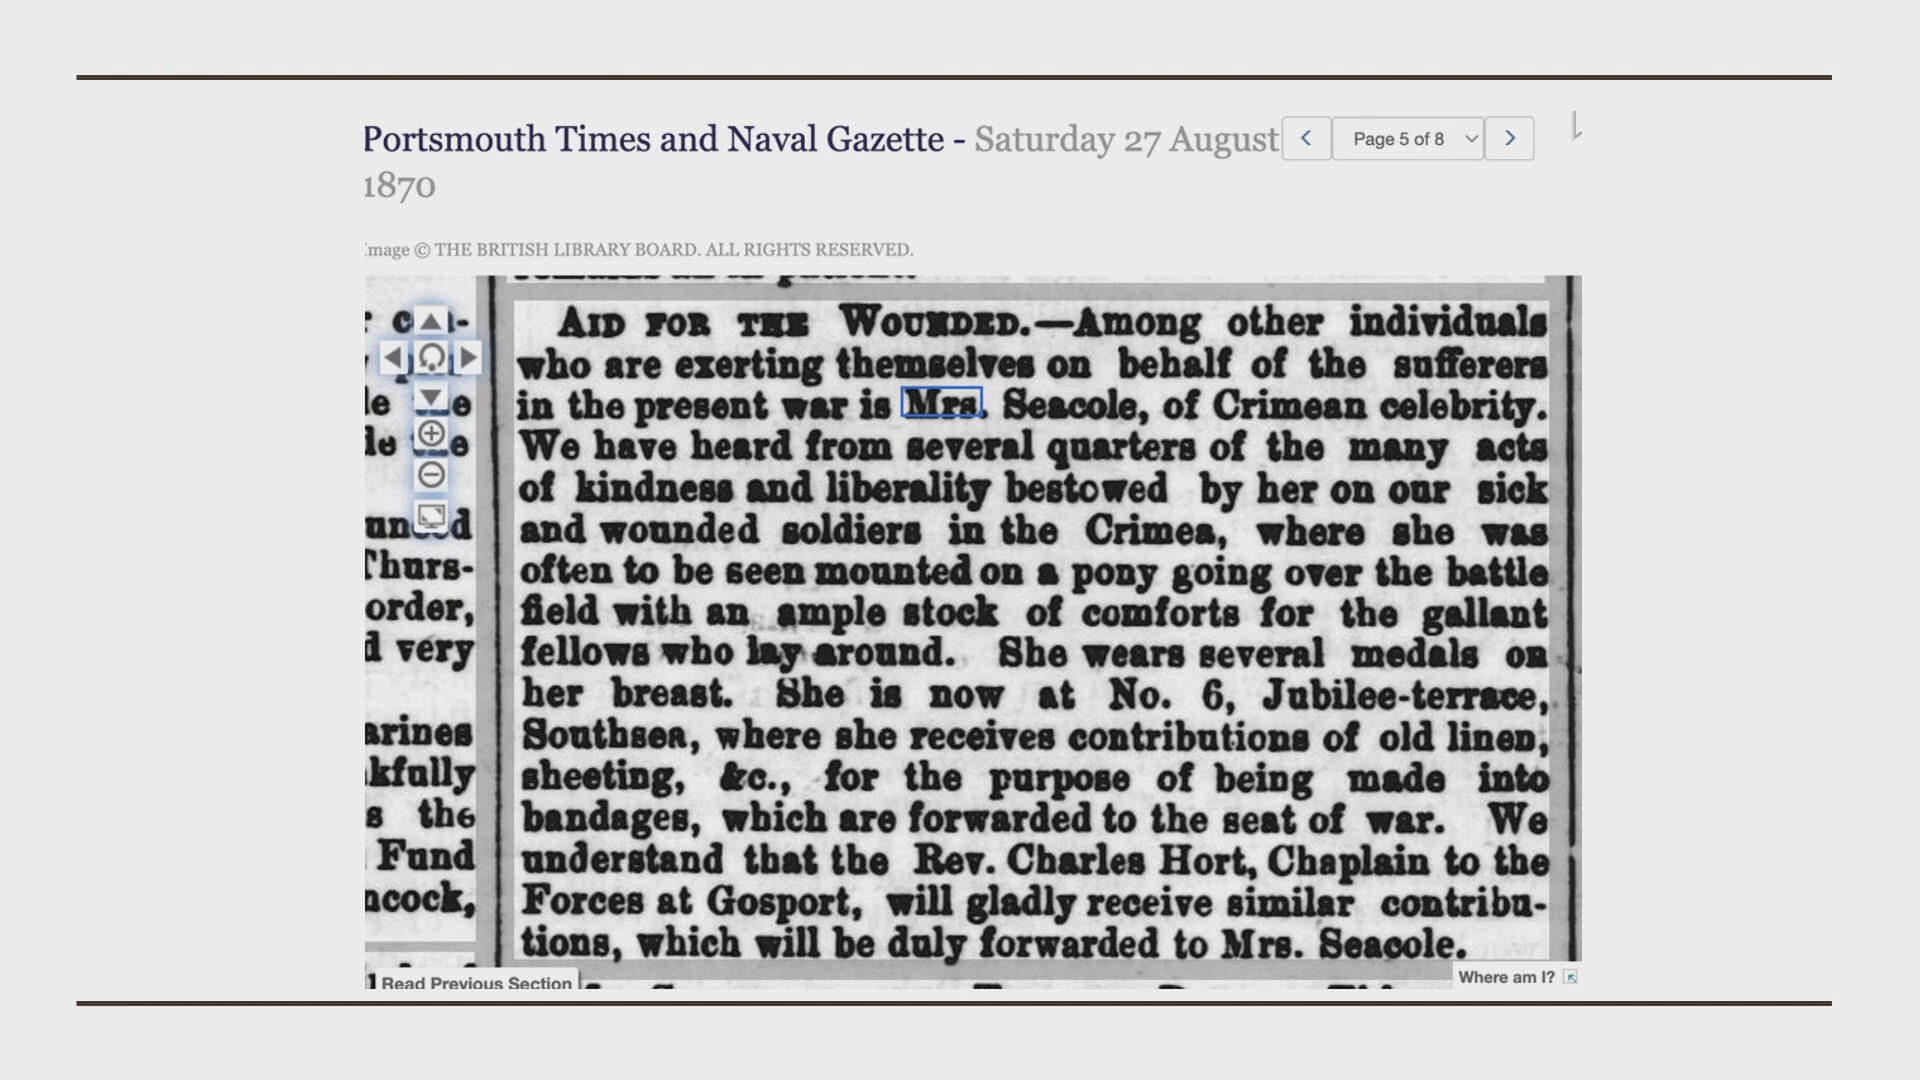 Portsmouth Times and Naval Gazette - Saturday 27 August
1870
Page 5 of 8
mage © THE BRITISH LIBRARY BOARD. ALL RIGHTS RESERVED.
AID FOR THE WOUNDED.—Among other individuals
who are exerting themselves on behalf of the sufferers
in the present war is Mrs. Seacole, of Crimean celebrity.
We have heard from several quarters of the many acts
of kindness and liberality bestowed by her on our sick
and wounded soldiers in the Crimea, where she was
often to be seen mounted on a pony going over the battle
field with an ample stock of comforts for the gallant
fellows who lay around. She wears several medals on
her breast. She is now at No. 6, Jubilee-terrace,
Southsea, where she receives contributions of old linen,
sheeting, &c., for the purpose of being made into
bandages, which are forwarded to the seat of war. We
understand that the Rev. Charles Hort, Chaplain to the
Forces at Gosport, will gladly receive similar contribu-
tions, which will be duly forwarded to Mrs. Seacole.
Thurs-
order,
d very
arines
kfully
s the
Fund
ncock,
Read Previous Section
Where am I?